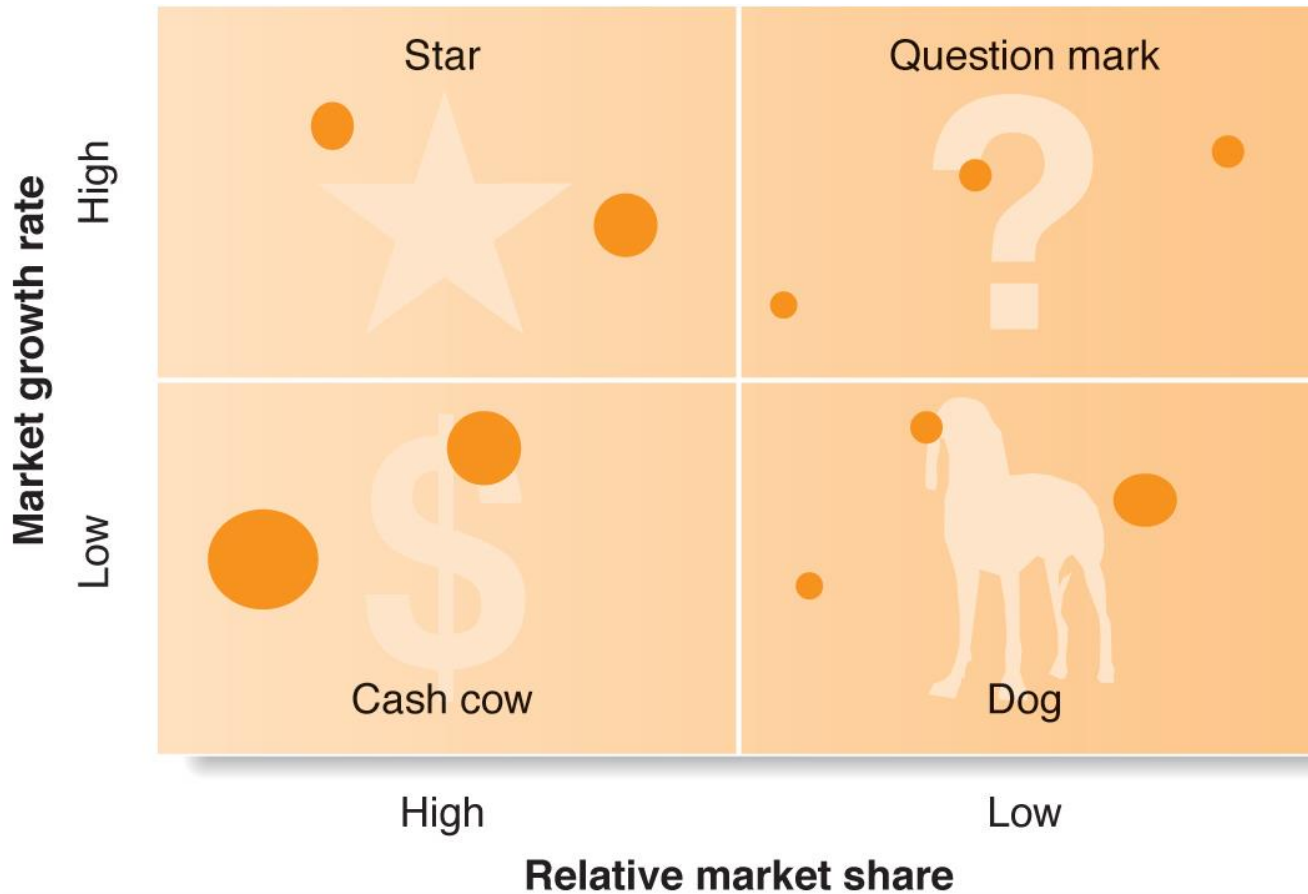 Star
Question mark
?
$
Cash cow
Dog
Market growth rate
High
Low
High
Low
Relative market share